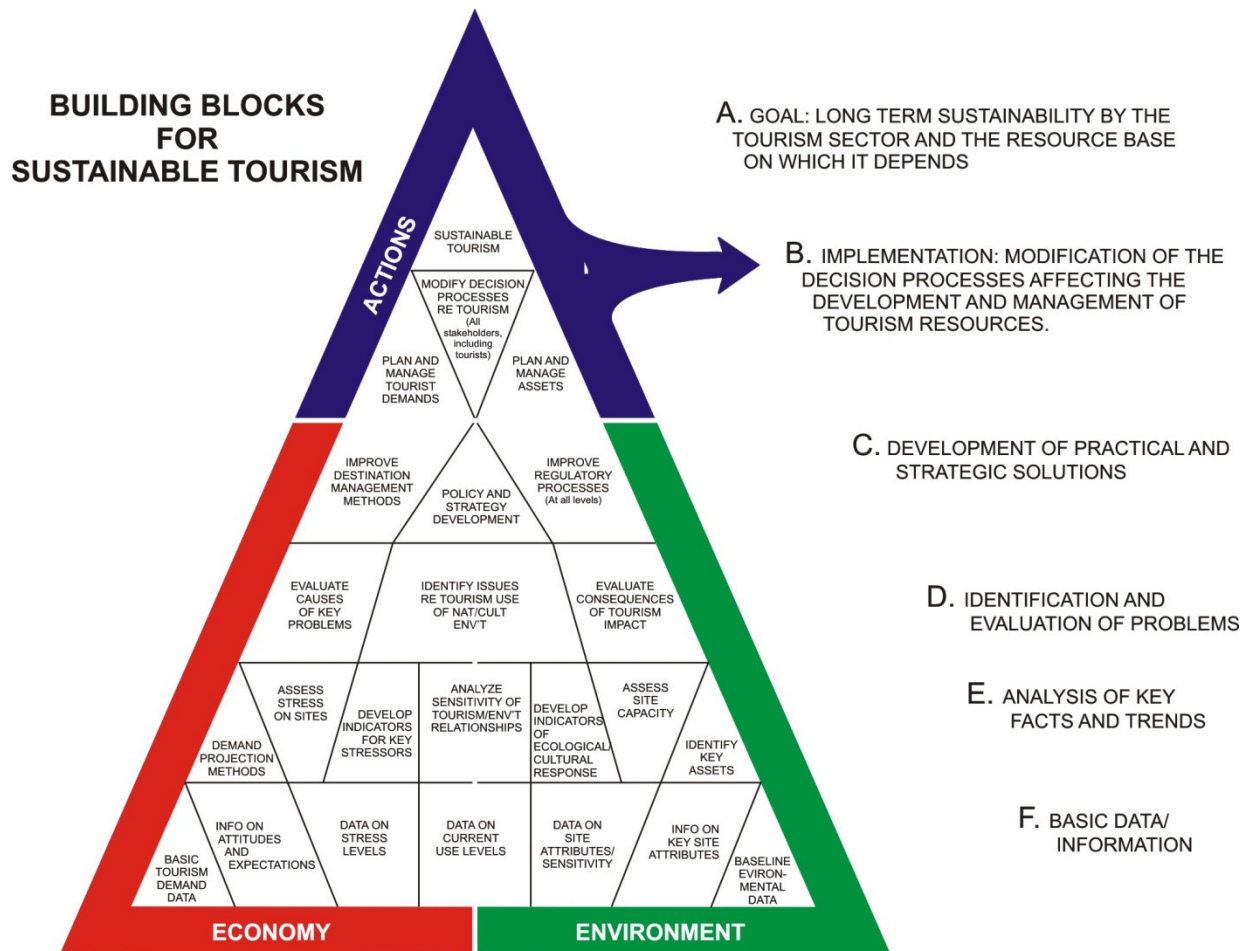 BUILDING BLOCKS
FOR
SUSTAINABLE TOURISM
A. GOAL: LONG TERM SUSTAINABILITY BY THE
TOURISM SECTOR AND THE RESOURCE BASE
ON WHICH IT DEPENDS
B. IMPLEMENTATION: MODIFICATION OF THE
DECISION PROCESSES AFFECTING THE
DEVELOPMENT AND MANAGEMENT OF
TOURISM RESOURCES.
C. DEVELOPMENT OF PRACTICAL AND
STRATEGIC SOLUTIONS
D. IDENTIFICATION AND
EVALUATION OF PROBLEMS
E. ANALYSIS OF KEY
FACTS AND TRENDS
F. BASIC DATA/
INFORMATION
ACTIONS
SUSTAINABLE
TOURISM
MODIFY DECISION
PROCESSES
RE TOURISM
(All
stakeholders,
including
tourists)
PLAN AND
MANAGE
TOURIST
DEMANDS
PLAN AND
MANAGE
ASSETS
IMPROVE
DESTINATION
MANAGEMENT
METHODS
POLICY AND
STRATEGY
DEVELOPMENT
IMPROVE
REGULATORY
PROCESSES
(At all levels)
EVALUATE
CAUSES
OF KEY
PROBLEMS
IDENTIFY ISSUES
RE TOURISM USE
OF NAT/CULT
ENV'T
EVALUATE
CONSEQUENCES
OF TOURISM
IMPACT
DEMAND
PROJECTION
METHODS
ASSESS
STRESS
ON SITES
DEVELOP
INDICATORS
FOR KEY
STRESSORS
ANALYZE
SENSITIVITY OF
TOURISM/ENV'T
RELATIONSHIPS
DEVELOP
INDICATORS
OF
ECOLOGICAL/
CULTURAL
RESPONSE
ASSESS
SITE
CAPACITY
IDENTIFY
KEY
ASSETS
BASIC
TOURISM
DEMAND
DATA
INFO ON
ATTITUDES
AND
EXPECTATIONS
DATA ON
STRESS
LEVELS
DATA ON
CURRENT
USE LEVELS
DATA ON
SITE
ATTRIBUTES/
SENSITIVITY
INFO ON
KEY SITE
ATTRIBUTES
BASELINE
EVIRON-
MENTAL
DATA
ECONOMY
ENVIRONMENT